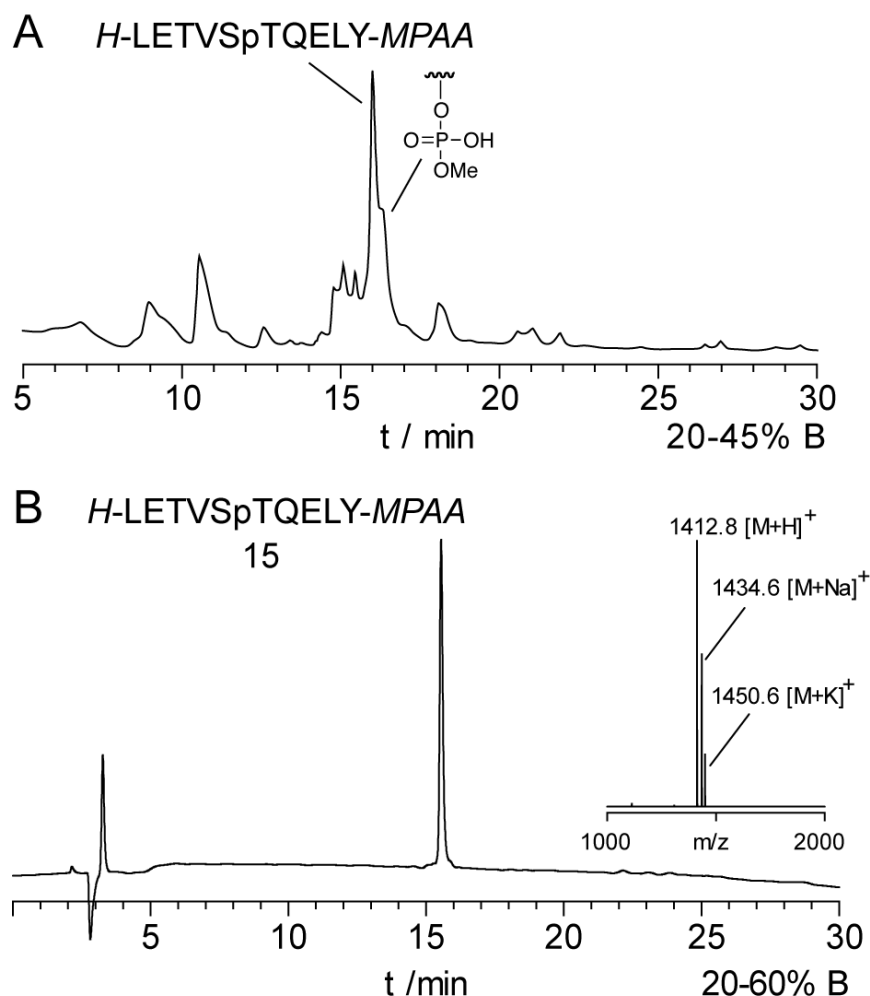 A
H-LETVSpTQELY-MPAA
O
O=P-OH
OMe
5 10 15 20 25 30
t / min
20-45% B
B
H-LETVSpTQELY-MPAA
15
1412.8 [M+H]+
1434.6 [M+Na]+
1450.6 [M+K]+
1000 m/z 2000
5 10 15 20 25 30
t /min
20-60% B